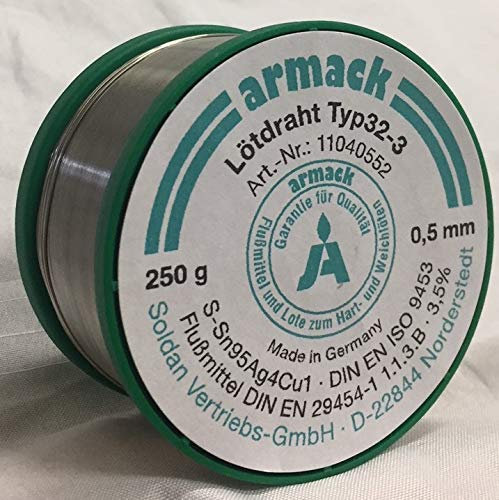 armack
Lötdraht Typ32-3
Art.-Nr.: 11040552
armack
Garantie für Qualität
Flußmittel und Lote zum Hart- und Weichlöten
250 g
0,5 mm
Made in Germany
S-Sn95Ag4Cu1 · DIN EN ISO 9453
Flußmittel DIN EN 29454-1 1.1.3.B · 3,5%
Soldan Vertriebs-GmbH · D-22844 Norderstedt